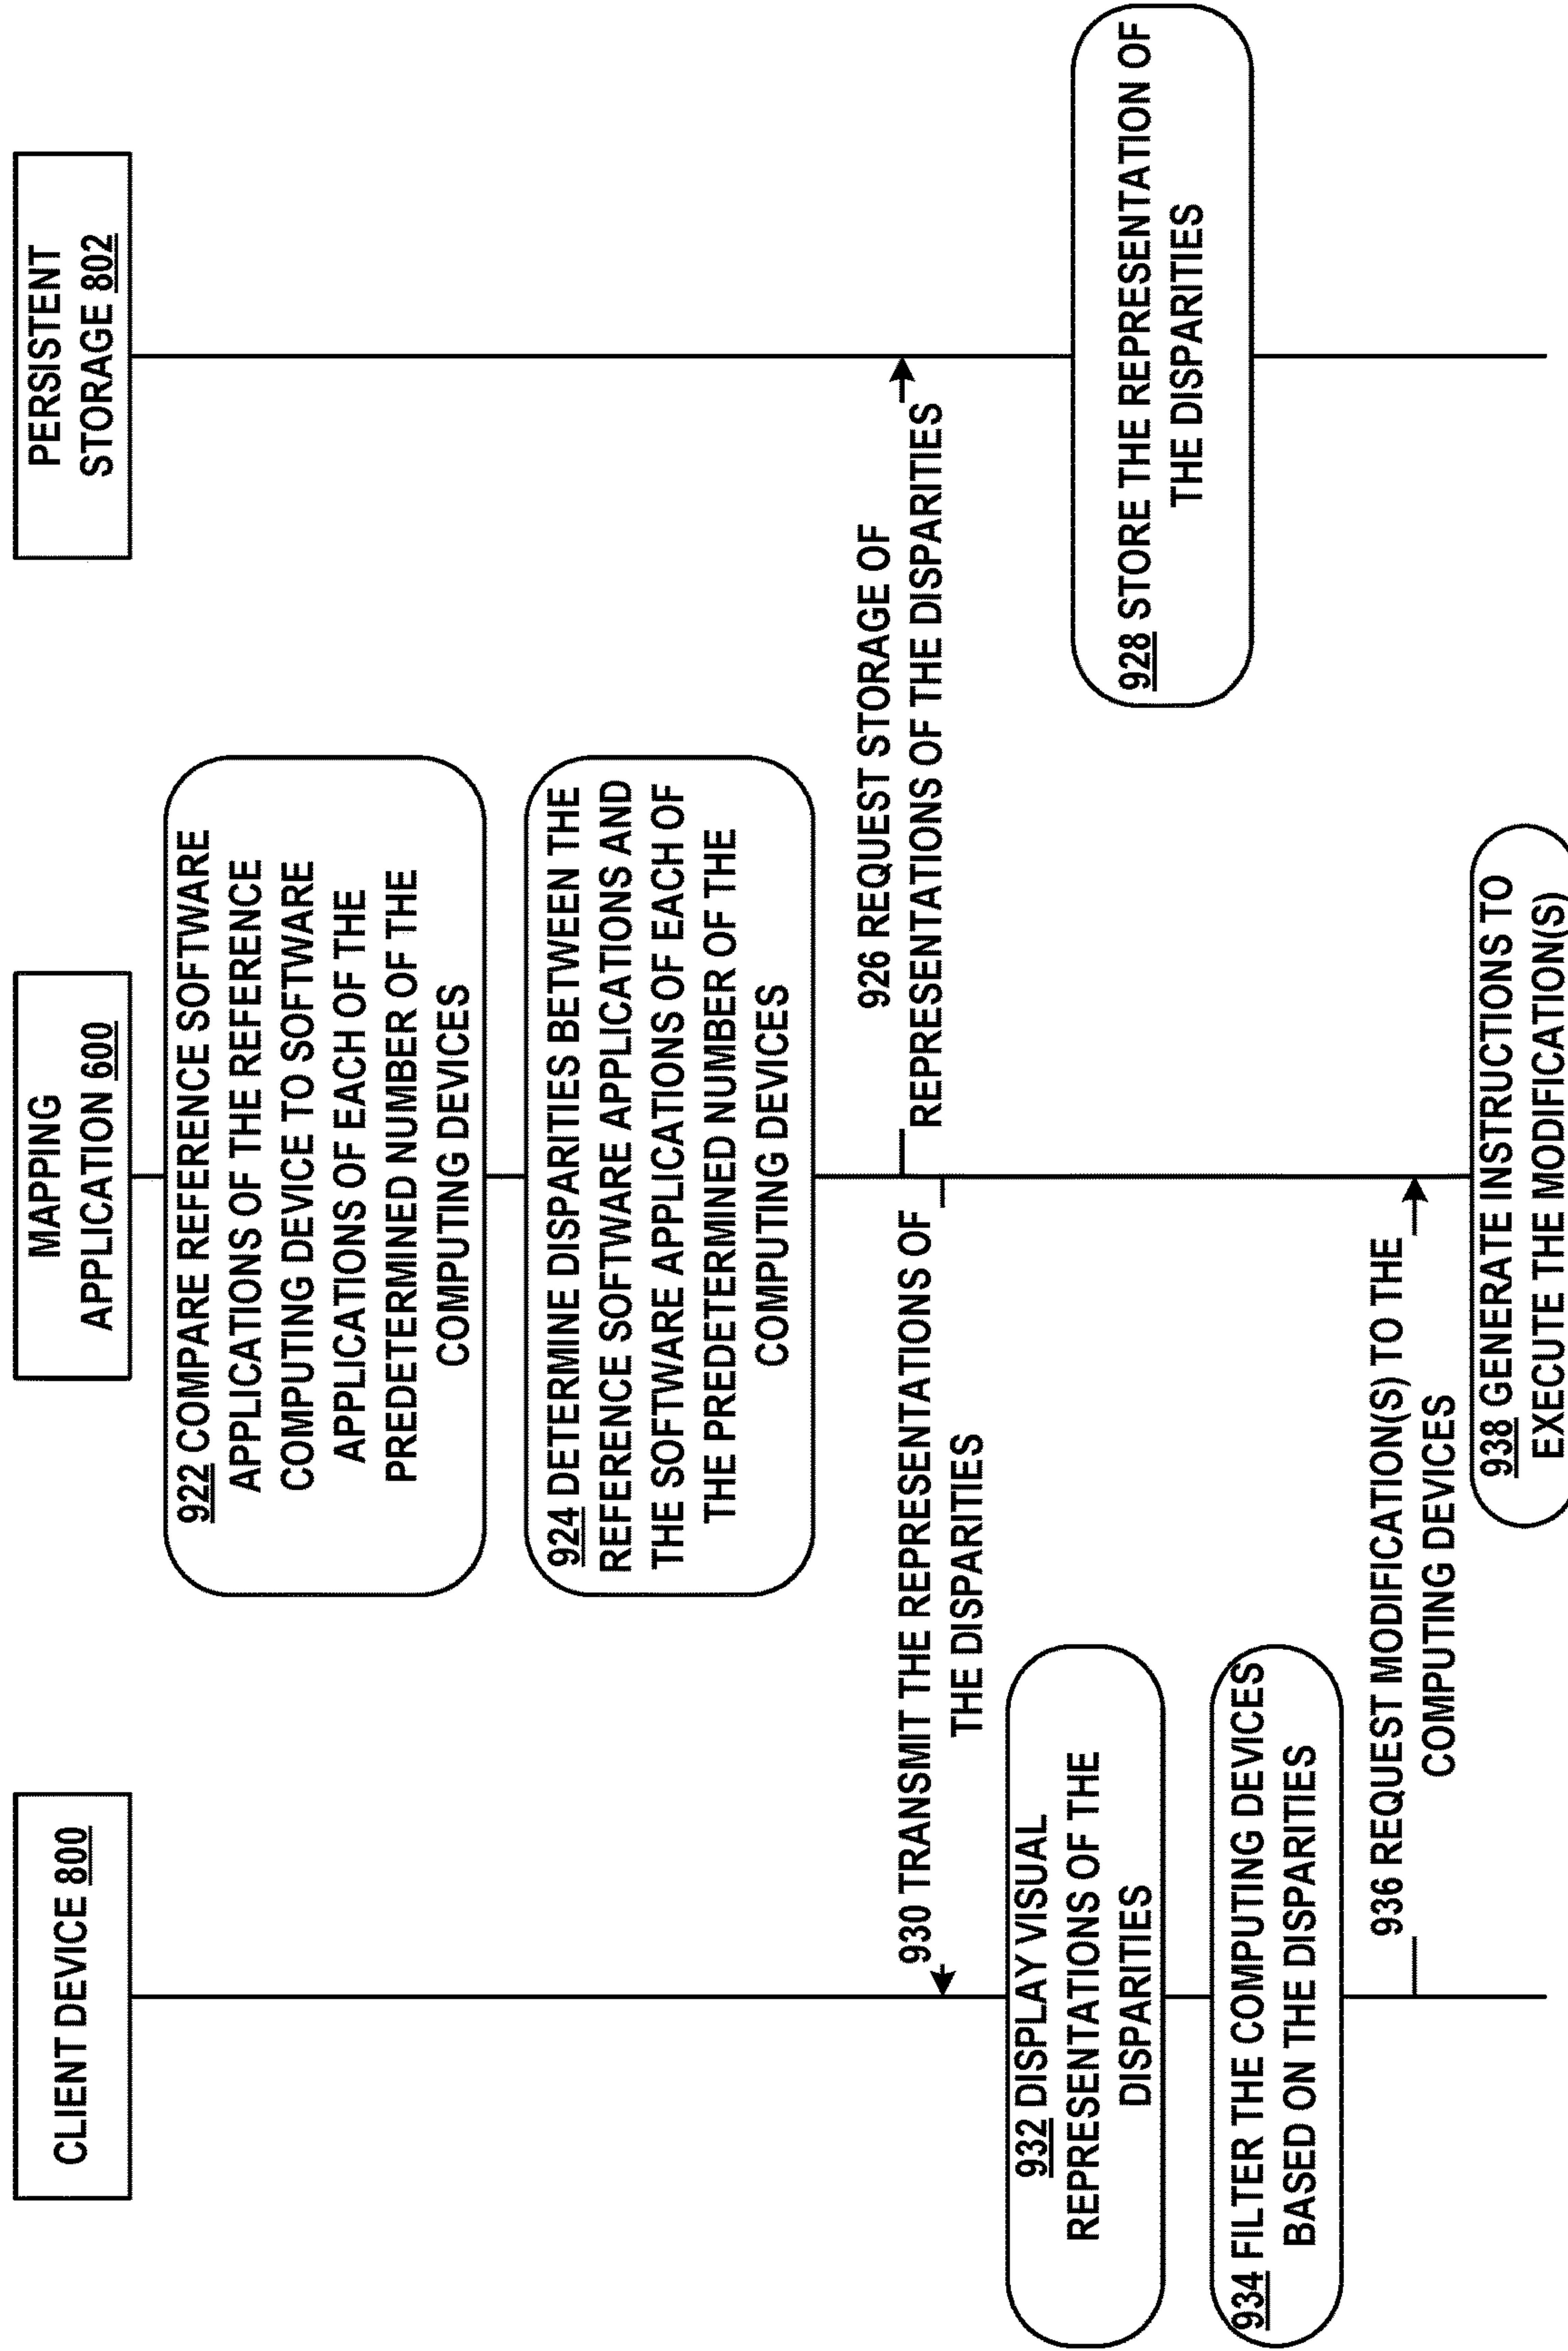 CLIENT DEVICE 800
MAPPING
APPLICATION 600
PERSISTENT
STORAGE 802
922 COMPARE REFERENCE SOFTWARE
APPLICATIONS OF THE REFERENCE
COMPUTING DEVICE TO SOFTWARE
APPLICATIONS OF EACH OF THE
PREDETERMINED NUMBER OF THE
COMPUTING DEVICES
924 DETERMINE DISPARITIES BETWEEN THE
REFERENCE SOFTWARE APPLICATIONS AND
THE SOFTWARE APPLICATIONS OF EACH OF
THE PREDETERMINED NUMBER OF THE
COMPUTING DEVICES
926 REQUEST STORAGE OF
REPRESENTATIONS OF THE DISPARITIES
928 STORE THE REPRESENTATION OF
THE DISPARITIES
930 TRANSMIT THE REPRESENTATIONS OF
THE DISPARITIES
932 DISPLAY VISUAL
REPRESENTATIONS OF THE
DISPARITIES
934 FILTER THE COMPUTING DEVICES
BASED ON THE DISPARITIES
936 REQUEST MODIFICATION(S) TO THE
COMPUTING DEVICES
938 GENERATE INSTRUCTIONS TO
EXECUTE THE MODIFICATION(S)